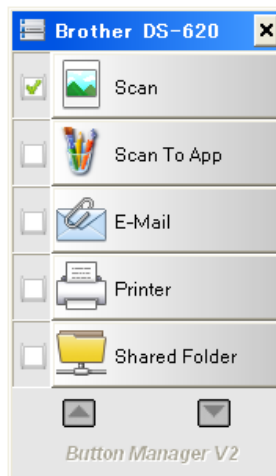 Brother DS-620
Scan
Scan To App
E-Mail
Printer
Shared Folder
Button Manager V2